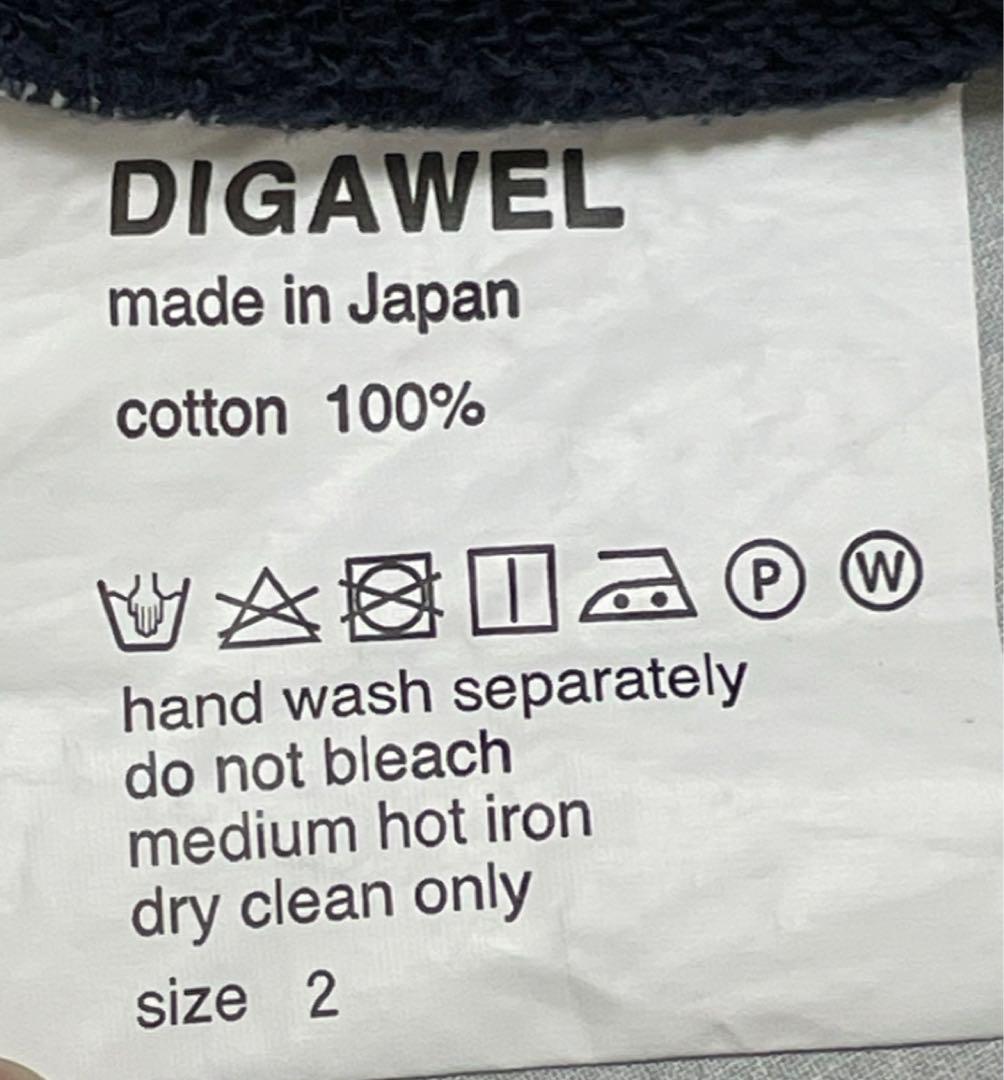 DIGAWEL
made in Japan
cotton 100%
P W
hand wash separately
do not bleach
medium hot iron
dry clean only
size 2